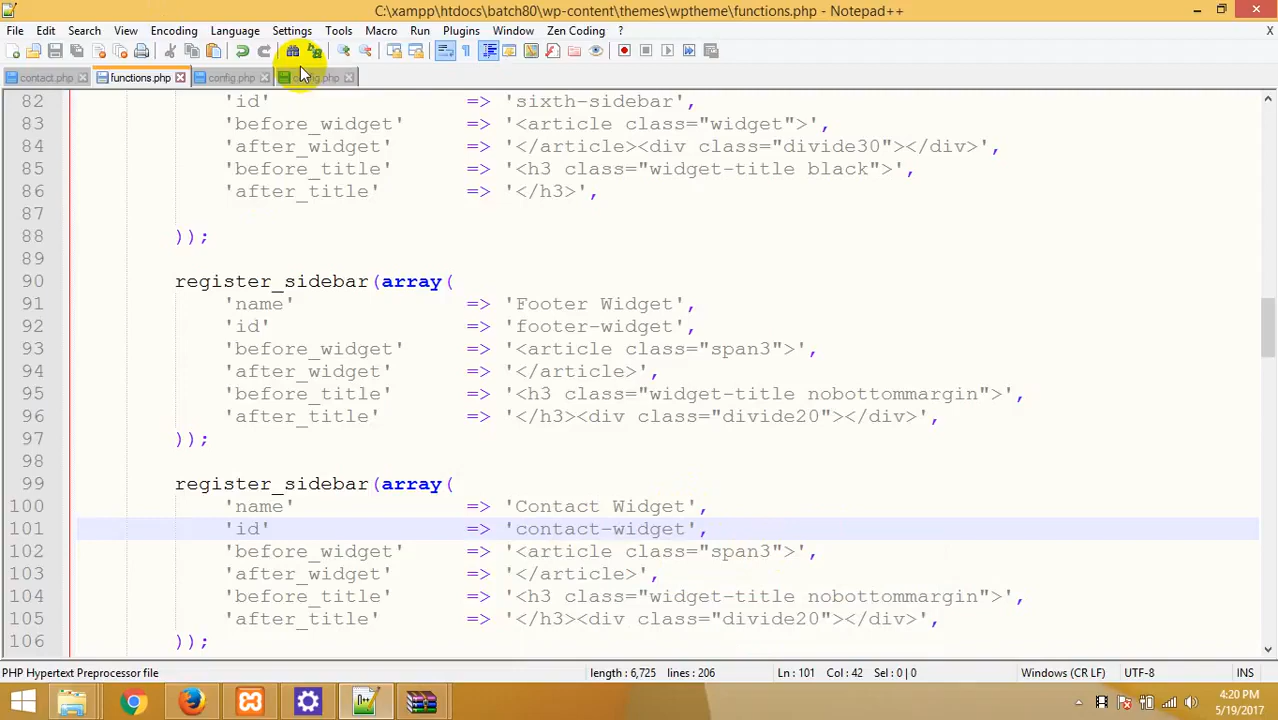 C:\xampp\htdocs\batch80\wp-content\themes\wptheme\functions.php - Notepad++
File Edit Search View Encoding Language Settings Tools Macro Run Plugins Window Zen Coding ? X
contact.php functions.php config.php
82 'id' => 'sixth-sidebar',
83 'before_widget' => '<article class="widget">',
84 'after_widget' => '</article><div class="divide30"></div>',
85 'before_title' => '<h3 class="widget-title black">',
86 'after_title' => '</h3>',
87
88 ));
89
90 register_sidebar(array(
91 'name' => 'Footer Widget',
92 'id' => 'footer-widget',
93 'before_widget' => '<article class="span3">',
94 'after_widget' => '</article>',
95 'before_title' => '<h3 class="widget-title nobottommargin">',
96 'after_title' => '</h3><div class="divide20"></div>',
97 ));
98
99 register_sidebar(array(
100 'name' => 'Contact Widget',
101 'id' => 'contact-widget',
102 'before_widget' => '<article class="span3">',
103 'after_widget' => '</article>',
104 'before_title' => '<h3 class="widget-title nobottommargin">',
105 'after_title' => '</h3><div class="divide20"></div>',
106 ));
PHP Hypertext Preprocessor file length : 6,725 lines : 206 Ln : 101 Col : 42 Sel : 0 | 0 Windows (CR LF) UTF-8 INS
4:20 PM
5/19/2017